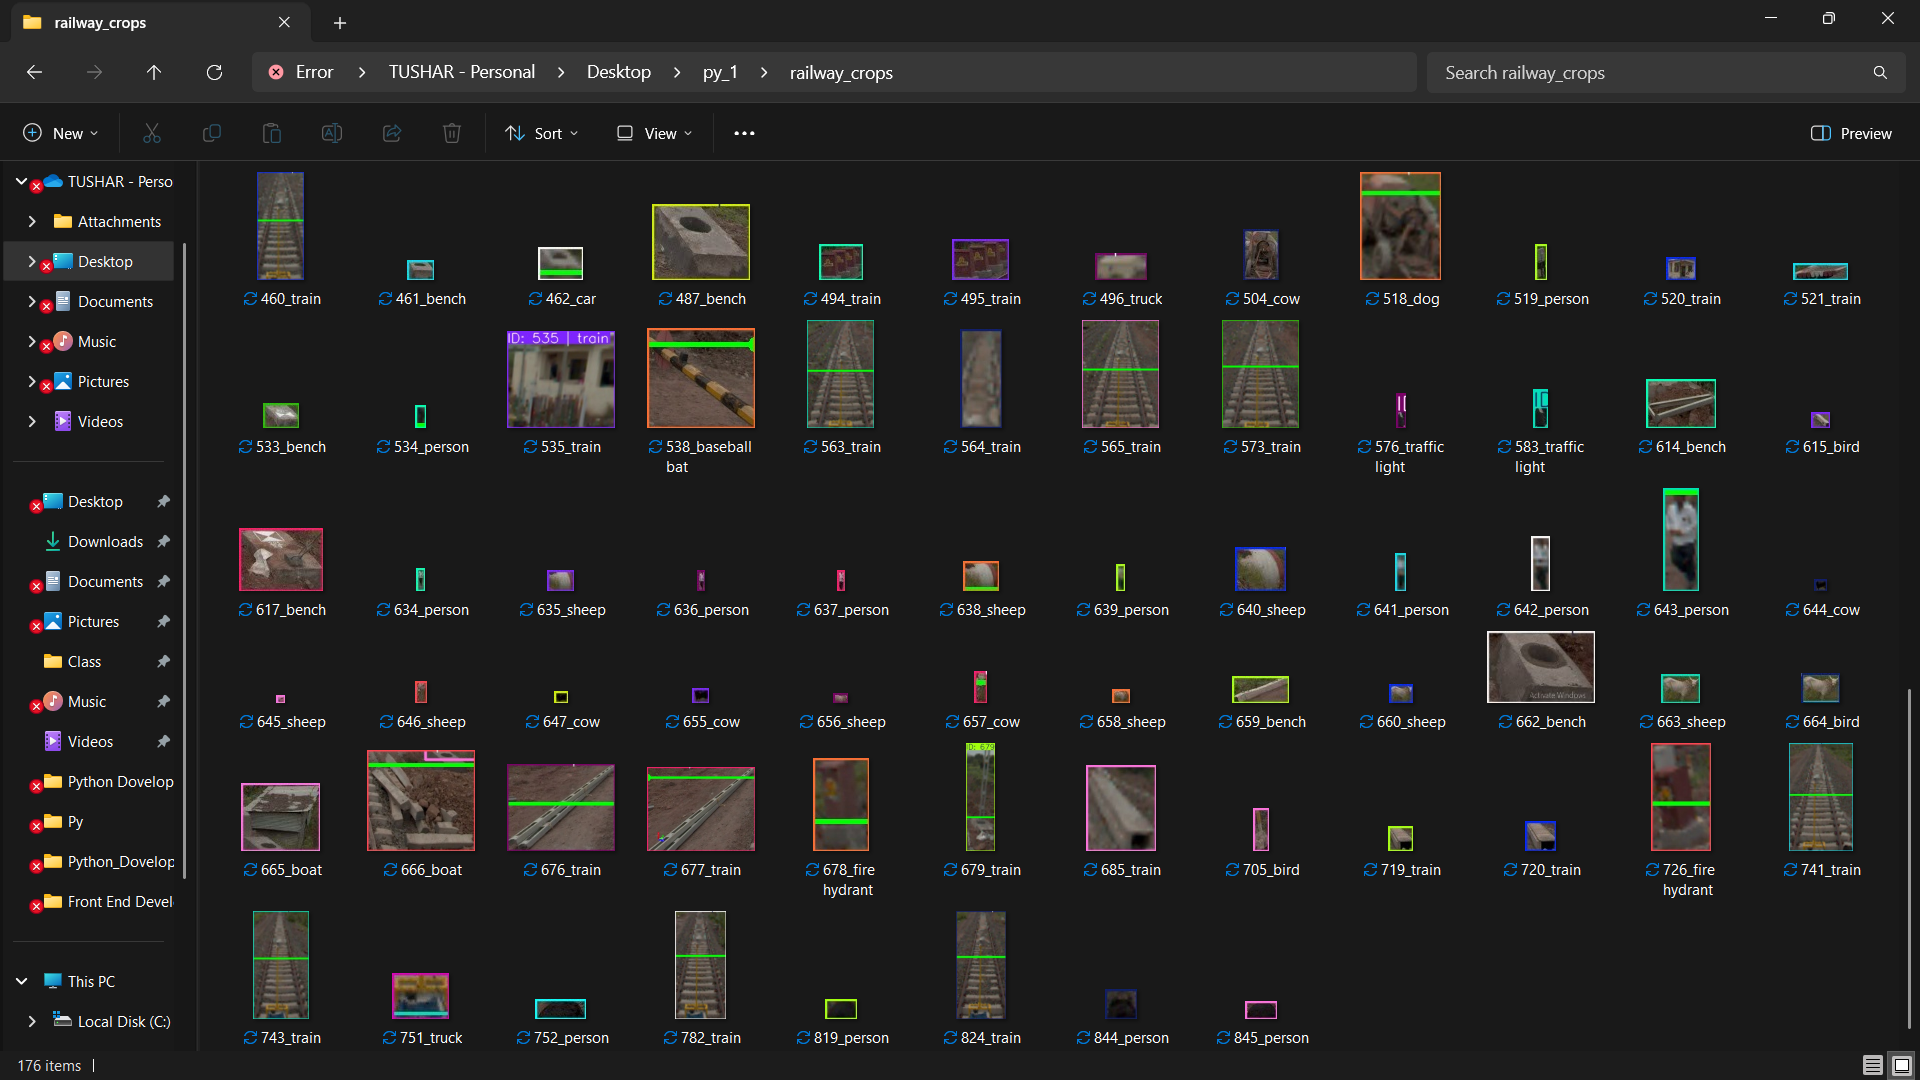 railway_crops
Error > TUSHAR - Personal > Desktop > py_1 > railway_crops
Search railway_crops
New
Sort
View
Preview
TUSHAR - Perso
Attachments
Desktop
Documents
Music
Pictures
Videos
Desktop
Downloads
Documents
Pictures
Class
Music
Videos
Python Dovelop
Py
Python_Dovelop
Front End Devel
This PC
Local Disk (C:)
460_train
461_bench
462_car
487_bench
494_train
495_train
496_truck
504_cow
518_dog
519_person
520_train
521_train
ID: 535 | train
533_bench
534_person
535_train
538_baseball
bat
563_train
564_train
565_train
573_train
576_traffic
light
583_traffic
light
614_bench
615_bird
617_bench
634_person
635_sheep
636_person
637_person
638_sheep
639_person
640_sheep
641_person
642_person
643_person
644_cow
Activate Windows
645_sheep
646_sheep
647_cow
655_cow
656_sheep
657_cow
658_sheep
659_bench
660_sheep
662_bench
663_sheep
664_bird
ID: 679
665_boat
666_boat
676_train
677_train
678_fire
hydrant
679_train
685_train
705_bird
719_train
720_train
726_fire
hydrant
741_train
743_train
751_truck
752_person
782_train
819_person
824_train
844_person
845_person
176 items